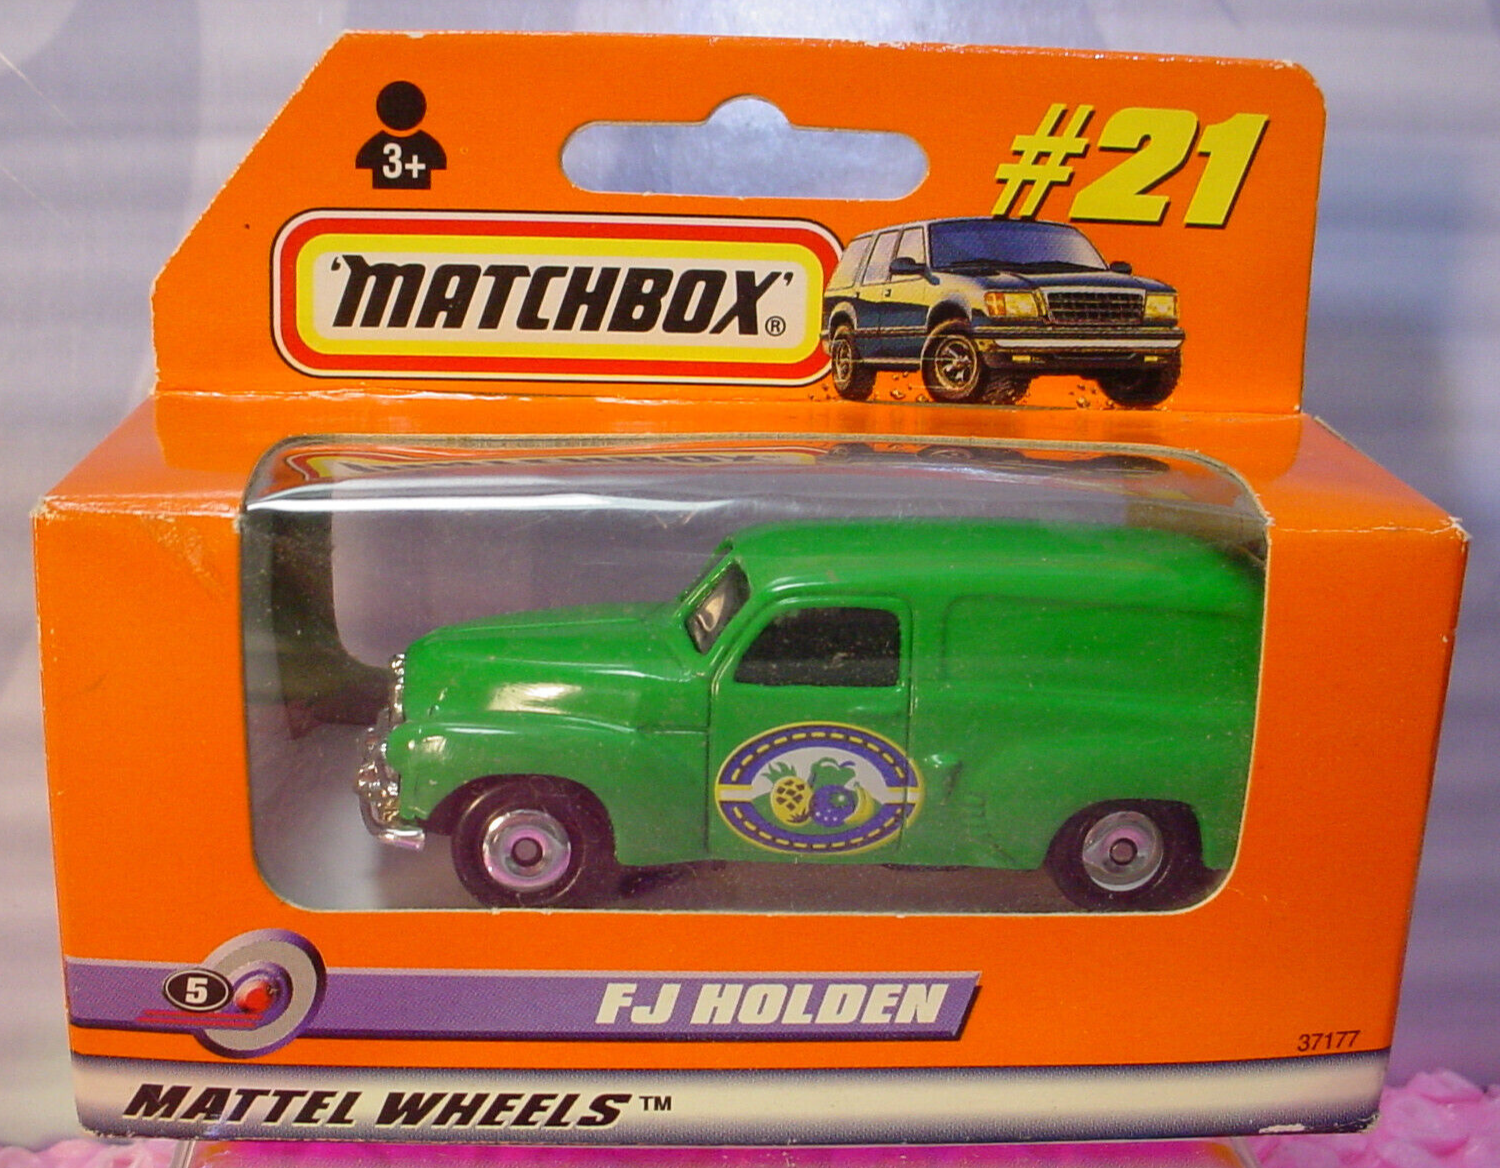 3+
#21
'MATCHBOX'®
5
FJ HOLDEN
37177
MATTEL WHEELS™